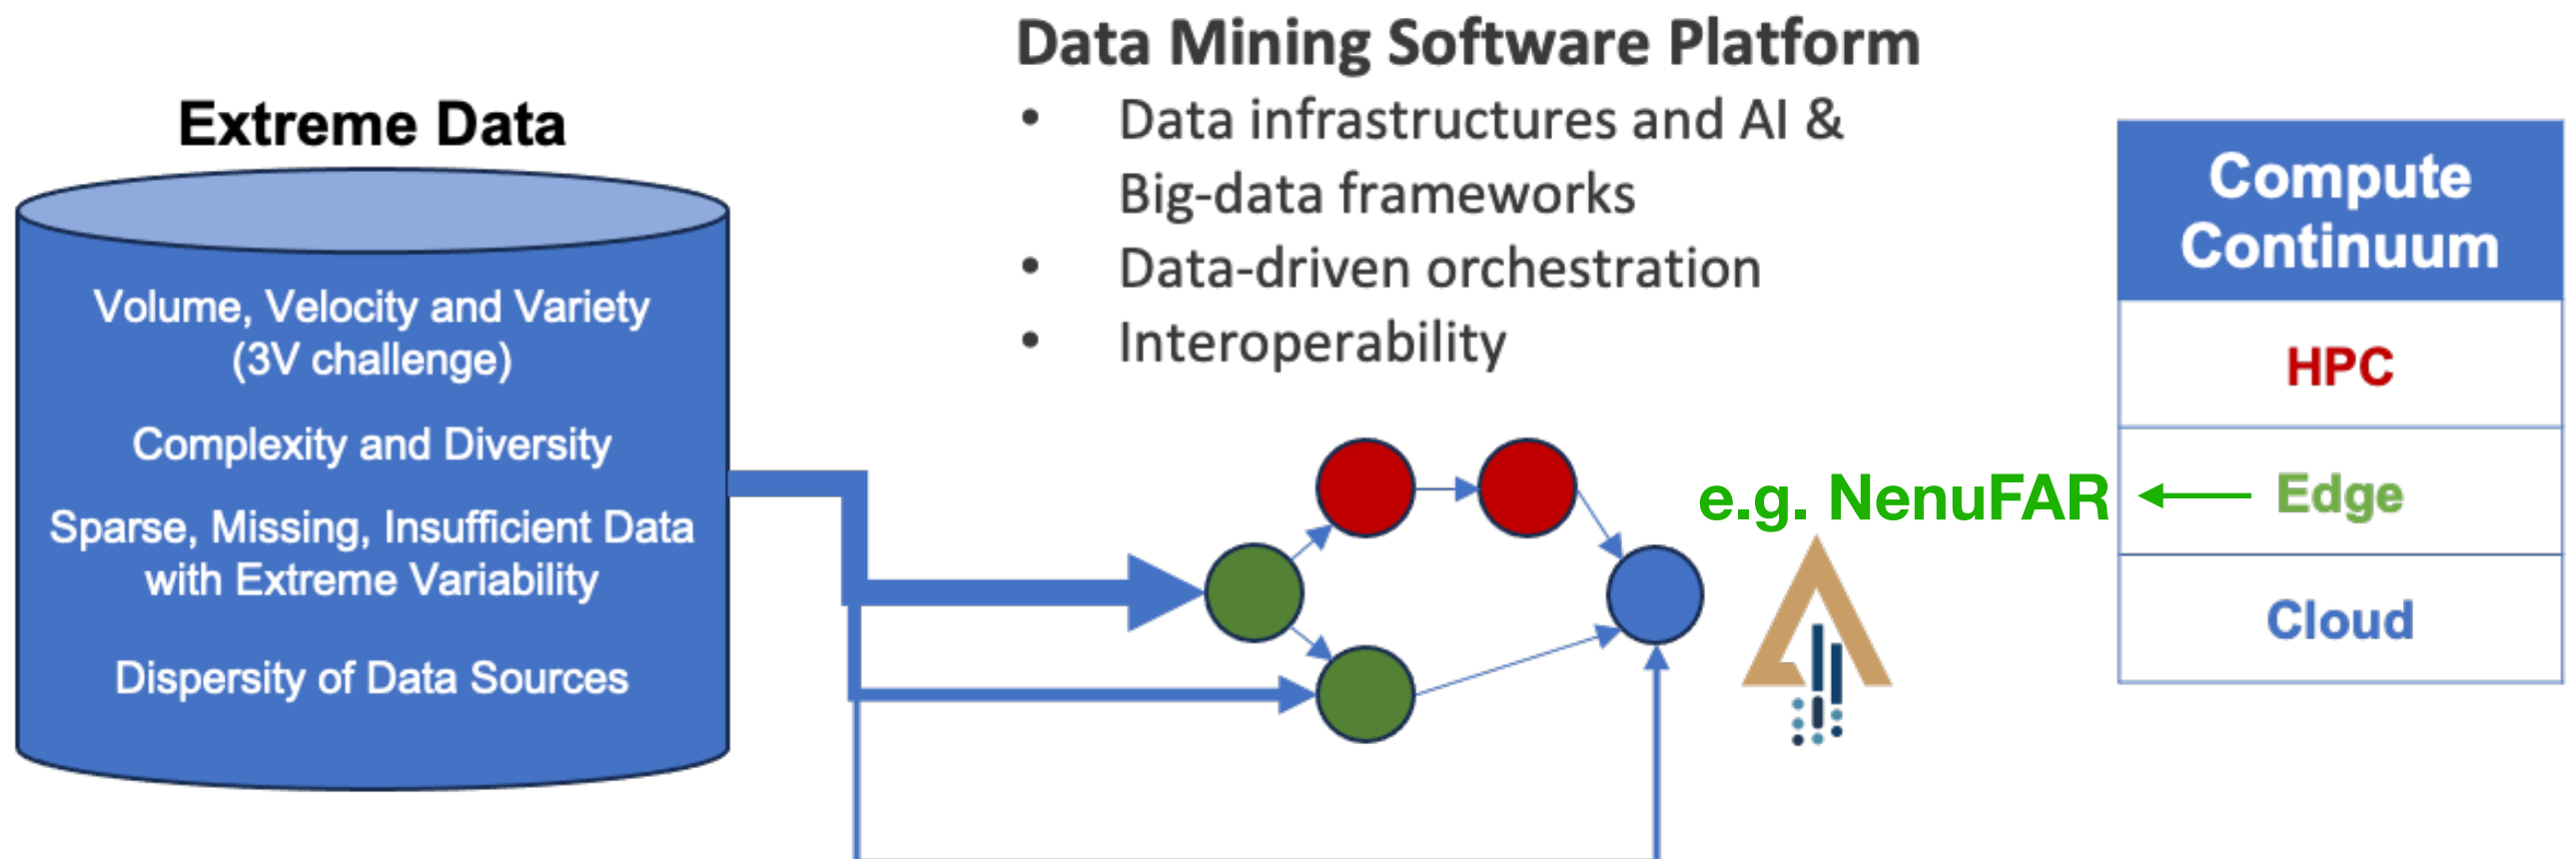 Extreme Data
Volume, Velocity and Variety
(3V challenge)
Complexity and Diversity
Sparse, Missing, Insufficient Data
with Extreme Variability
Dispersity of Data Sources
Data Mining Software Platform
• Data infrastructures and AI &
Big-data frameworks
• Data-driven orchestration
• Interoperability
e.g. NenuFAR
Compute
Continuum
HPC
Edge
Cloud